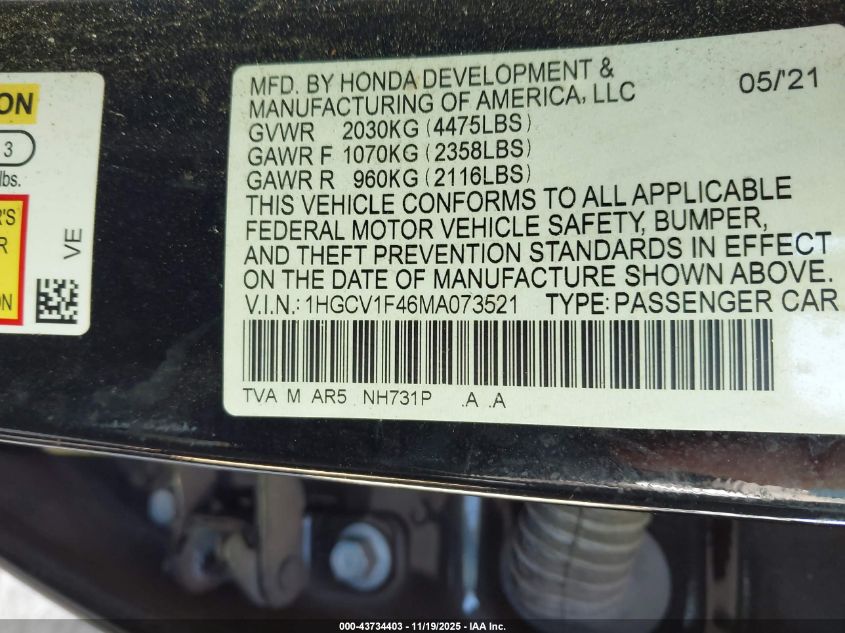 ON
3
lbs.
R'S
R
ON
VE
MFD. BY HONDA DEVELOPMENT &
MANUFACTURING OF AMERICA, LLC 05/'21
GVWR 2030KG (4475LBS)
GAWR F 1070KG (2358LBS)
GAWR R 960KG (2116LBS)
THIS VEHICLE CONFORMS TO ALL APPLICABLE
FEDERAL MOTOR VEHICLE SAFETY, BUMPER,
AND THEFT PREVENTION STANDARDS IN EFFECT
ON THE DATE OF MANUFACTURE SHOWN ABOVE.
V.I.N.: 1HGCV1F46MA073521 TYPE: PASSENGER CAR
TVA M AR5 NH731P .A .A
000-43734403 - 11/19/2025 - IAA Inc.